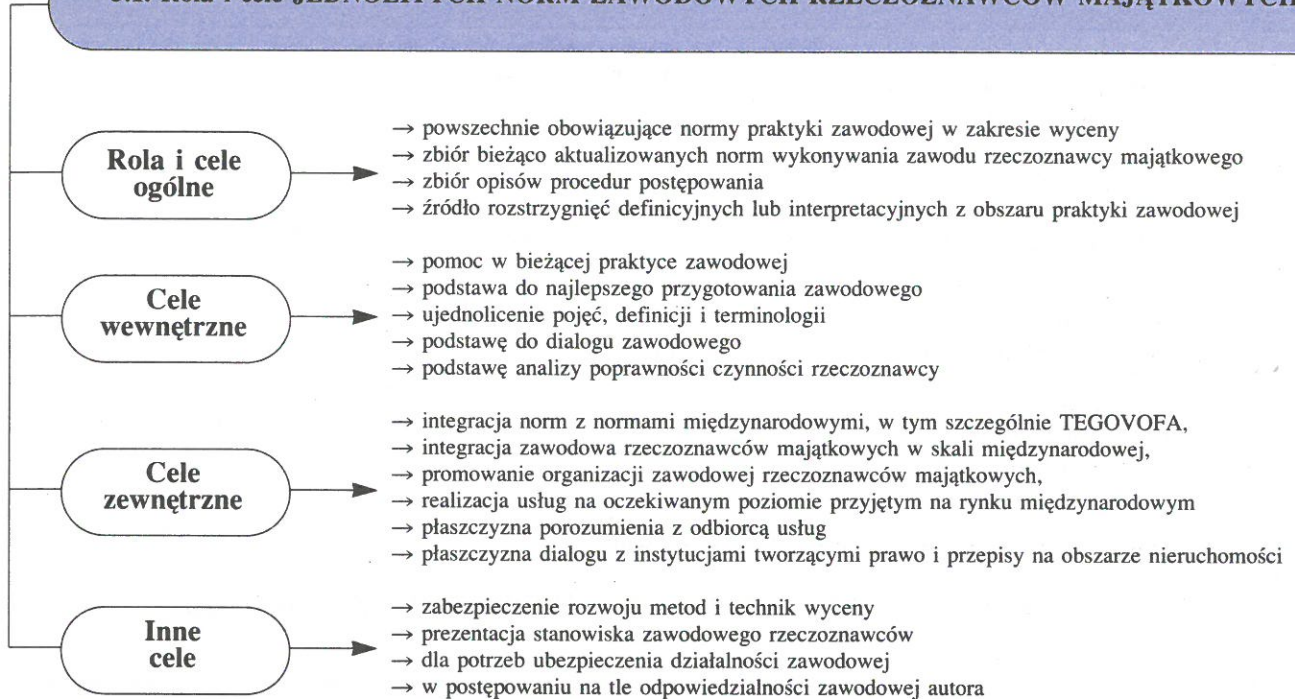 Rola i cele JEDNOLITYCH NORM ZAWODOWYCH RZECZOZNAWCÓW MAJĄTKOWYCH
Rola i cele
ogólne
→ powszechnie obowiązujące normy praktyki zawodowej w zakresie wyceny
→ zbiór bieżąco aktualizowanych norm wykonywania zawodu rzeczoznawcy majątkowego
→ zbiór opisów procedur postępowania
→ źródło rozstrzygnięć definicyjnych lub interpretacyjnych z obszaru praktyki zawodowej
Cele
wewnętrzne
→ pomoc w bieżącej praktyce zawodowej
→ podstawa do najlepszego przygotowania zawodowego
→ ujednolicenie pojęć, definicji i terminologii
→ podstawę do dialogu zawodowego
→ podstawę analizy poprawności czynności rzeczoznawcy
Cele
zewnętrzne
→ integracja norm z normami międzynarodowymi, w tym szczególnie TEGOVOFA,
→ integracja zawodowa rzeczoznawców majątkowych w skali międzynarodowej,
→ promowanie organizacji zawodowej rzeczoznawców majątkowych,
→ realizacja usług na oczekiwanym poziomie przyjętym na rynku międzynarodowym
→ płaszczyzna porozumienia z odbiorcą usług
→ płaszczyzna dialogu z instytucjami tworzącymi prawo i przepisy na obszarze nieruchomości
Inne
cele
→ zabezpieczenie rozwoju metod i technik wyceny
→ prezentacja stanowiska zawodowego rzeczoznawców
→ dla potrzeb ubezpieczenia działalności zawodowej
→ w postępowaniu na tle odpowiedzialności zawodowej autora